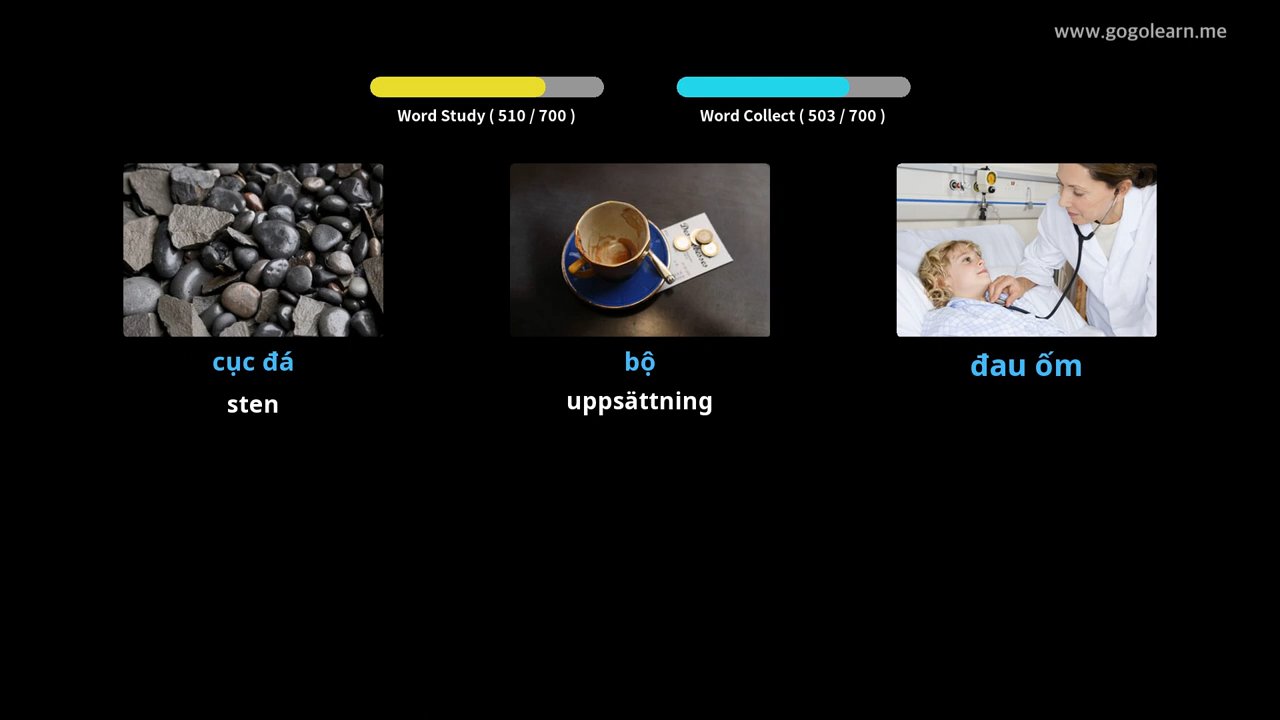 www.gogolearn.me
Word Study ( 510 / 700 )
Word Collect ( 503 / 700 )
cục đá
bộ
đau ốm
sten
uppsättning